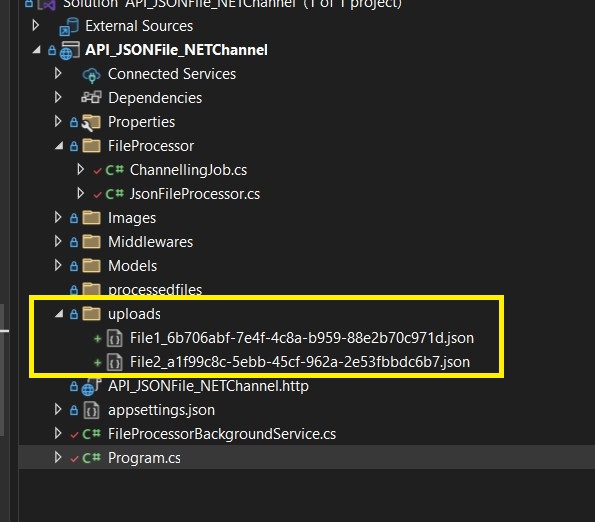 Solution 'API_JSONFile_NETChannel' (1 of 1 project)
External Sources
API_JSONFile_NETChannel
Connected Services
Dependencies
Properties
FileProcessor
C# ChannellingJob.cs
C# JsonFileProcessor.cs
Images
Middlewares
Models
processedfiles
uploads
File1_6b706abf-7e4f-4c8a-b959-88e2b70c971d.json
File2_a1f99c8c-5ebb-45cf-962a-2e53fbbdc6b7.json
API_JSONFile_NETChannel.http
appsettings.json
C# FileProcessorBackgroundService.cs
C# Program.cs